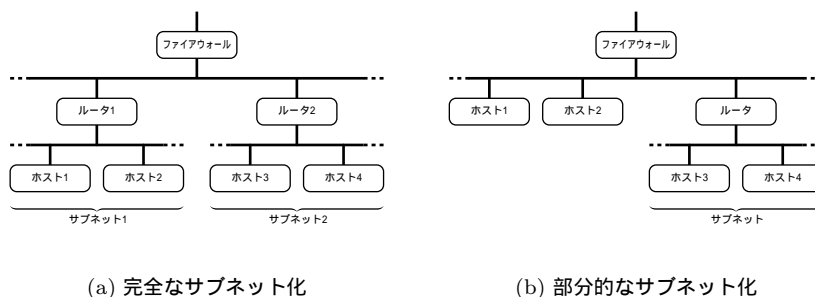 ファイアウォール
ルータ1
ルータ2
ホスト1
ホスト2
ホスト3
ホスト4
サブネット1
サブネット2
(a) 完全なサブネット化
ファイアウォール
ホスト1
ホスト2
ルータ
ホスト3
ホスト4
サブネット
(b) 部分的なサブネット化